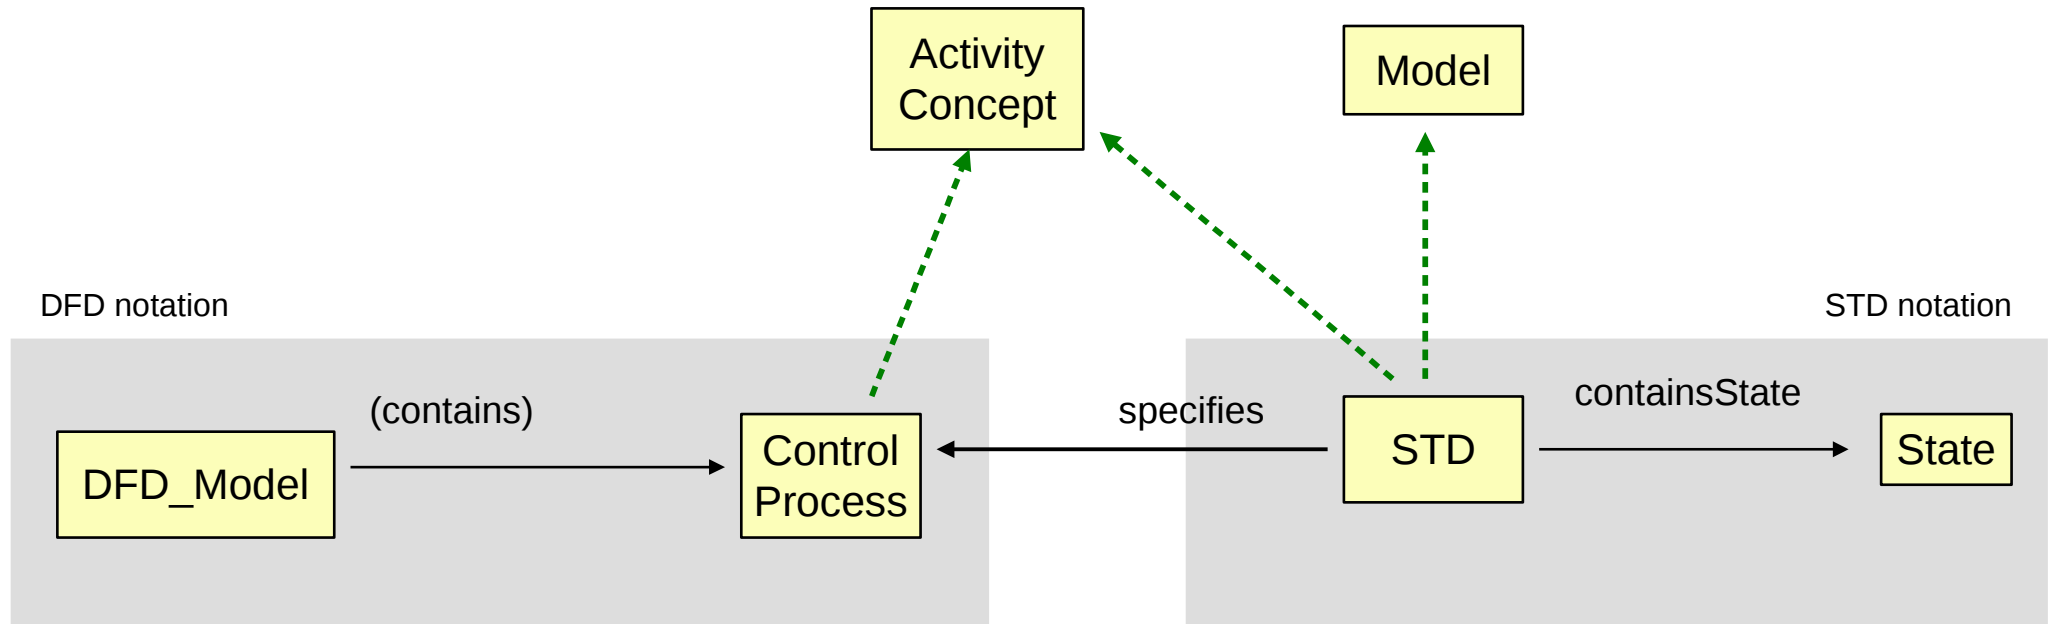 Activity
Concept
Model
DFD notation
STD notation
(contains)
specifies
containsState
DFD_Model
Control
Process
STD
State